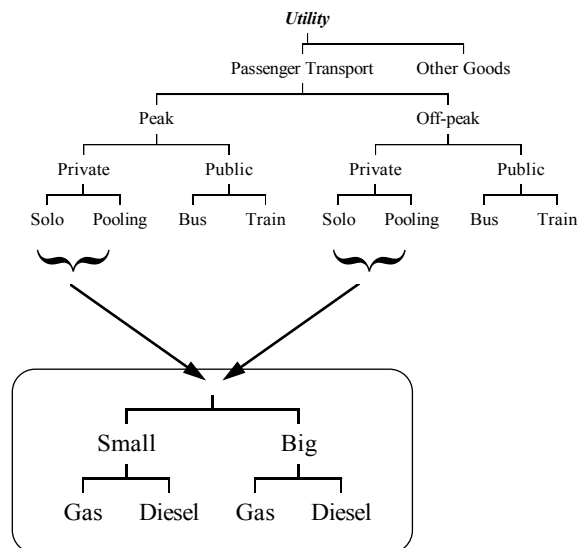 Utility
Passenger Transport Other Goods
Peak Off-peak
Private Public Private Public
Solo Pooling Bus Train Solo Pooling Bus Train
Small Big
Gas Diesel Gas Diesel